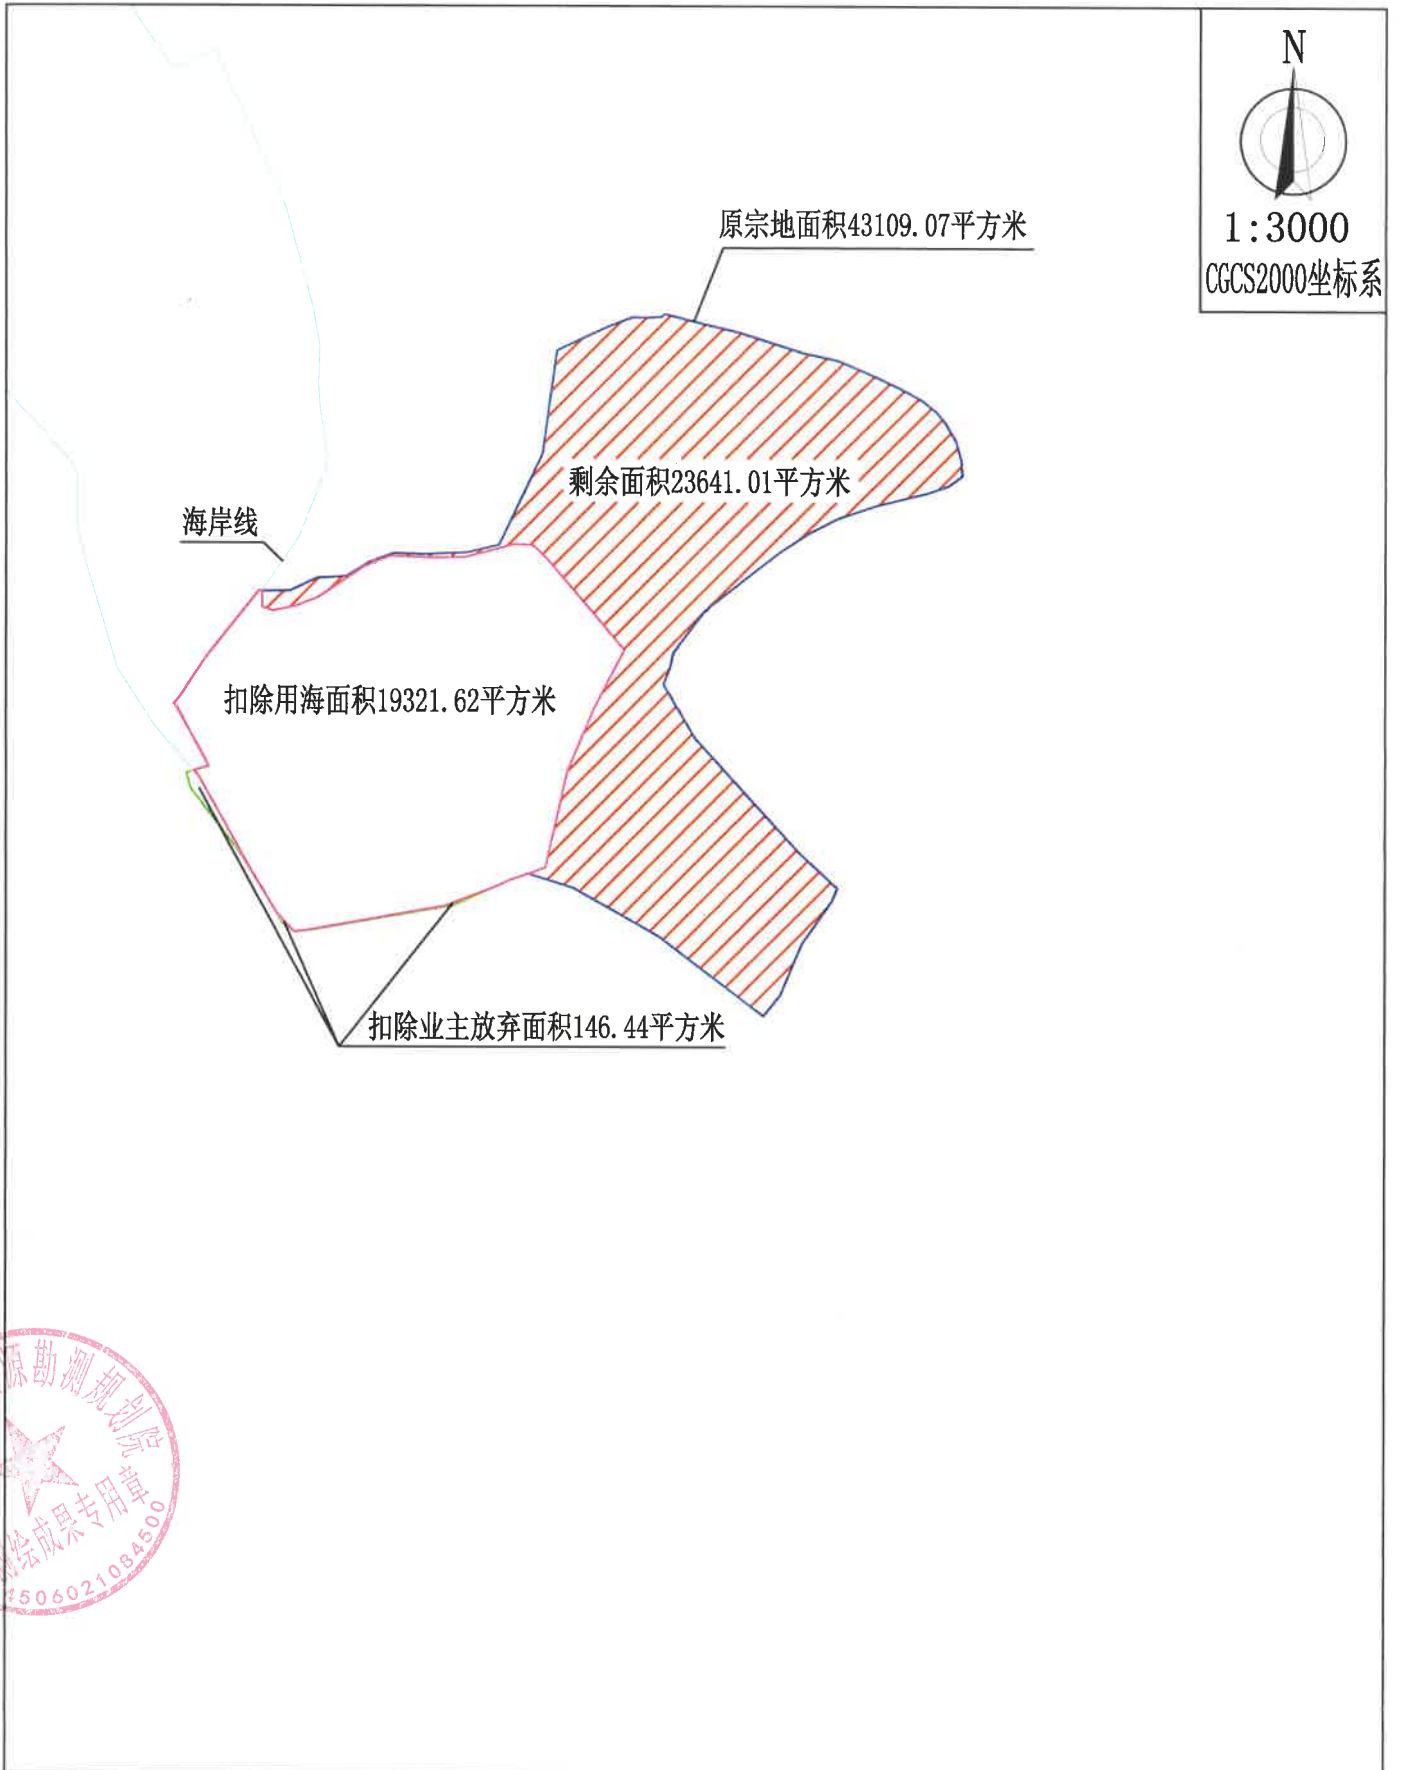 N
1:3000
CGCS2000坐标系
原宗地面积43109.07平方米
剩余面积23641.01平方米
海岸线
扣除用海面积19321.62平方米
扣除业主放弃面积146.44平方米
源勘测规划院
测绘成果专用章
4506021084500